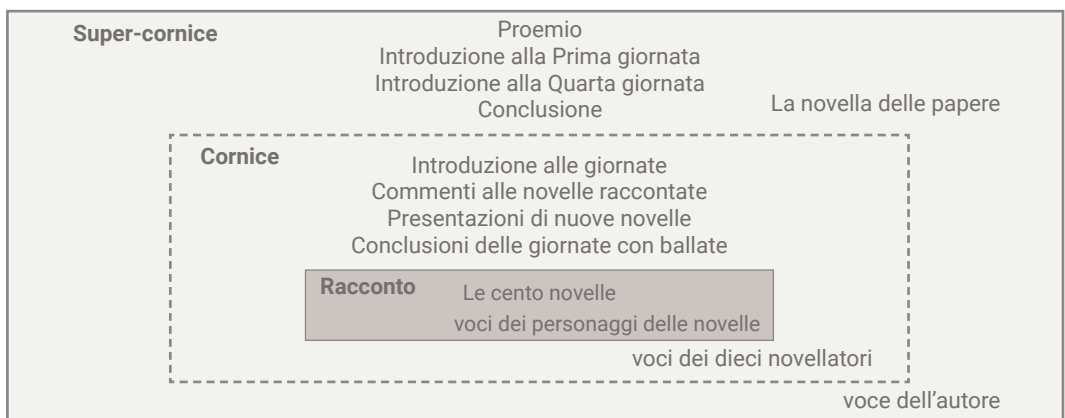 Super-cornice
Proemio
Introduzione alla Prima giornata
Introduzione alla Quarta giornata
Conclusione
La novella delle papere
Cornice
Introduzione alle giornate
Commenti alle novelle raccontate
Presentazioni di nuove novelle
Conclusioni delle giornate con ballate
Racconto
Le cento novelle
voci dei personaggi delle novelle
voci dei dieci novellatori
voce dell’autore